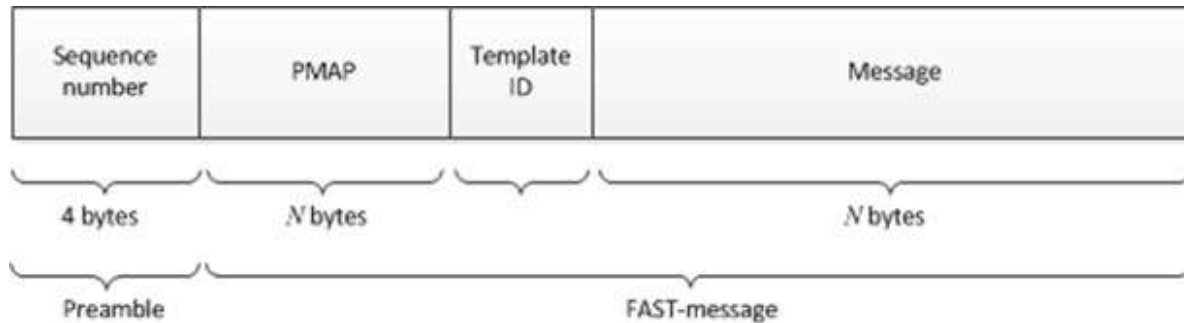 Sequence
number
PMAP
Template
ID
Message
4 bytes
N bytes
N bytes
Preamble
FAST-message